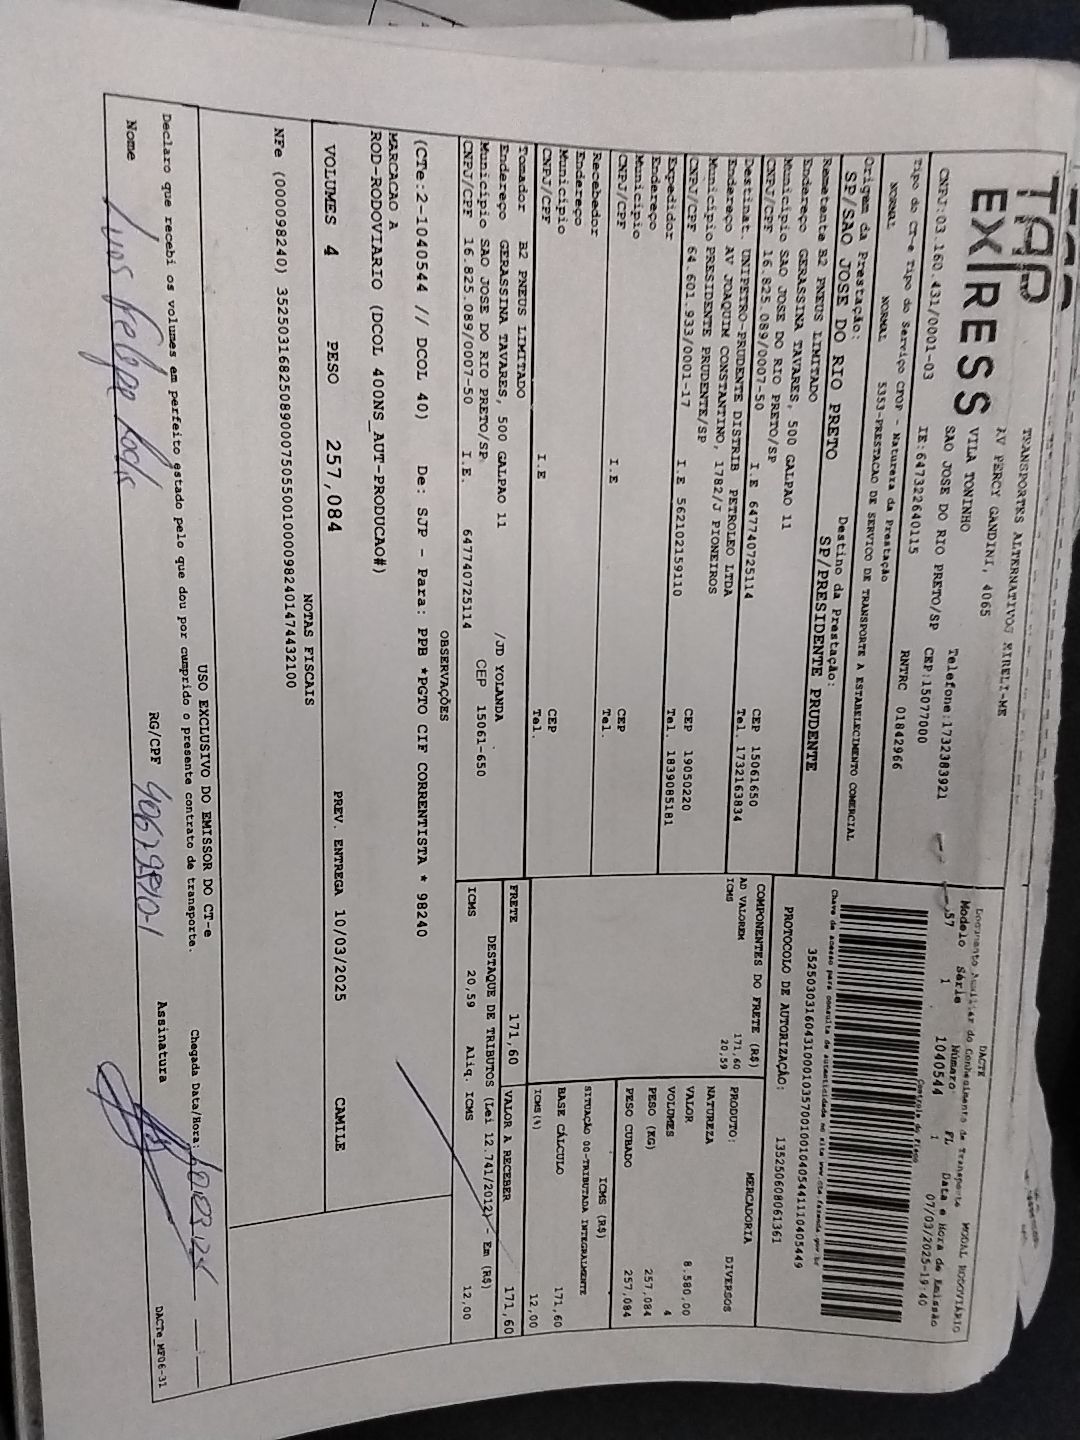 TAP
EX/RESS
TRANSPORTES ALTERNATIVOS EIRELI-ME
AV PERCY GANDINI, 4065
VILA TONINHO
SAO JOSE DO RIO PRETO/SP
Telefone:1732383921
CNPJ:03.160.431/0001-03 IE:647322640115 CEP:15077000
RNTRC 01842966
Tipo do CT-e Tipo do Serviço CFOP - Natureza da Prestação
NORMAL NORMAL 5353-PRESTACAO DE SERVICO DE TRANSPORTE A ESTABELECIMENTO COMERCIAL
Origem da Prestação: Destino da Prestação:
SP/SAO JOSE DO RIO PRETO SP/PRESIDENTE PRUDENTE
Remetente B2 PNEUS LIMITADO
Endereço GERASSINA TAVARES, 500 GALPAO 11
Município SAO JOSE DO RIO PRETO/SP CEP 15061650
CNPJ/CPF 16.825.089/0007-50 I.E 647740725114 Tel. 1732163834
Destinat. UNIPETRO-PRUDENTE DISTRIB PETROLEO LTDA
Endereço AV JOAQUIM CONSTANTINO, 1782/J PIONEIROS
Município PRESIDENTE PRUDENTE/SP CEP 19050220
CNPJ/CPF 64.601.933/0001-17 I.E 562102159110 Tel. 1839085181
Expedidor
Endereço
Município CEP
CNPJ/CPF I.E Tel.
Recebedor
Endereço
Município CEP
CNPJ/CPF I.E Tel.
Tomador B2 PNEUS LIMITADO
Endereço GERASSINA TAVARES, 500 GALPAO 11 /JD YOLANDA
Município SAO JOSE DO RIO PRETO/SP CEP 15061-650
CNPJ/CPF 16.825.089/0007-50 I.E. 647740725114
DACTE
Documento Auxiliar do Conhecimento de Transporte MODAL RODOVIÁRIO
Modelo Série Número FL Data e Hora de Emissão
57 1 1040544 1 07/03/2025-19:40
Controle do Fisco
Chave de acesso para consulta de autenticidade no site www.cte.fazenda.gov.br
35250303160431000103570010010405441110405449
PROTOCOLO DE AUTORIZAÇÃO: 135250608061361
COMPONENTES DO FRETE (R$)
AD VALOREM 171,60
ICMS 20,59
MERCADORIA
PRODUTO: DIVERSOS
NATUREZA
VALOR 8.580,00
VOLUMES 4
PESO (KG) 257,084
PESO CUBADO 257,084
ICMS (R$)
SITUAÇÃO 00-TRIBUTADA INTEGRALMENTE
BASE CÁLCULO 171,60
ICMS(%) 12,00
FRETE 171,60 VALOR A RECEBER 171,60
DESTAQUE DE TRIBUTOS (Lei 12.741/2012) - Em (R$)
ICMS 20,59 Aliq. ICMS 12,00
OBSERVAÇÕES
(CTe:2-1040544 // DCOL 40) De: SJP - Para: PPB *PGTO CIF CORRENTISTA * 98240
MARCACAO A
ROD-RODOVIARIO (DCOL 400NS_AUT-PRODUCAO#)
VOLUMES 4 PESO 257,084 PREV. ENTREGA 10/03/2025 CAMILE
NOTAS FISCAIS
NFe (000098240) 35250316825089000750550010000982401474432100
USO EXCLUSIVO DO EMISSOR DO CT-e
Declaro que recebi os volumes em perfeito estado pelo que dou por cumprido o presente contrato de transporte. Chegada Data/Hora:
Nome RG/CPF Assinatura
DACTe_MF06-31